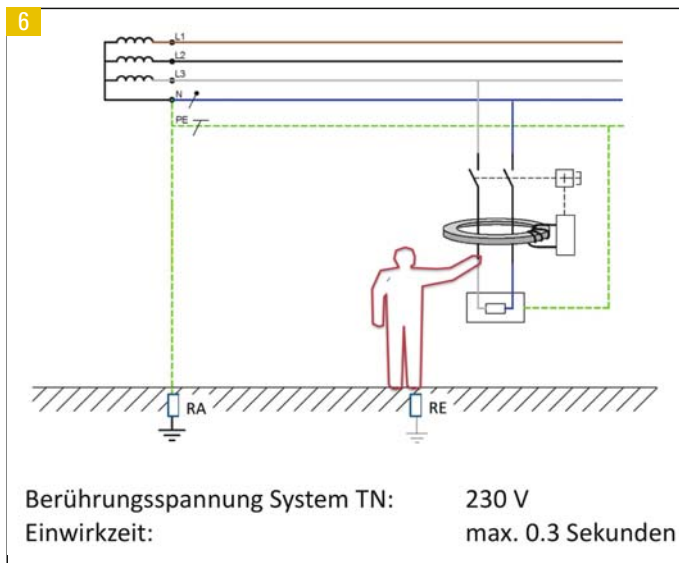 6
L1
L2
L3
N
PE
RA
RE
Berührungsspannung System TN: 230 V
Einwirkzeit: max. 0.3 Sekunden